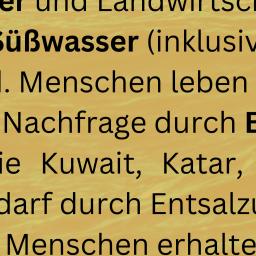 er und Landwirtsc
Süßwasser (inklusiv
. Menschen leben
Nachfrage durch E
ie Kuwait, Katar,
darf durch Entsalzu
Menschen erhalte